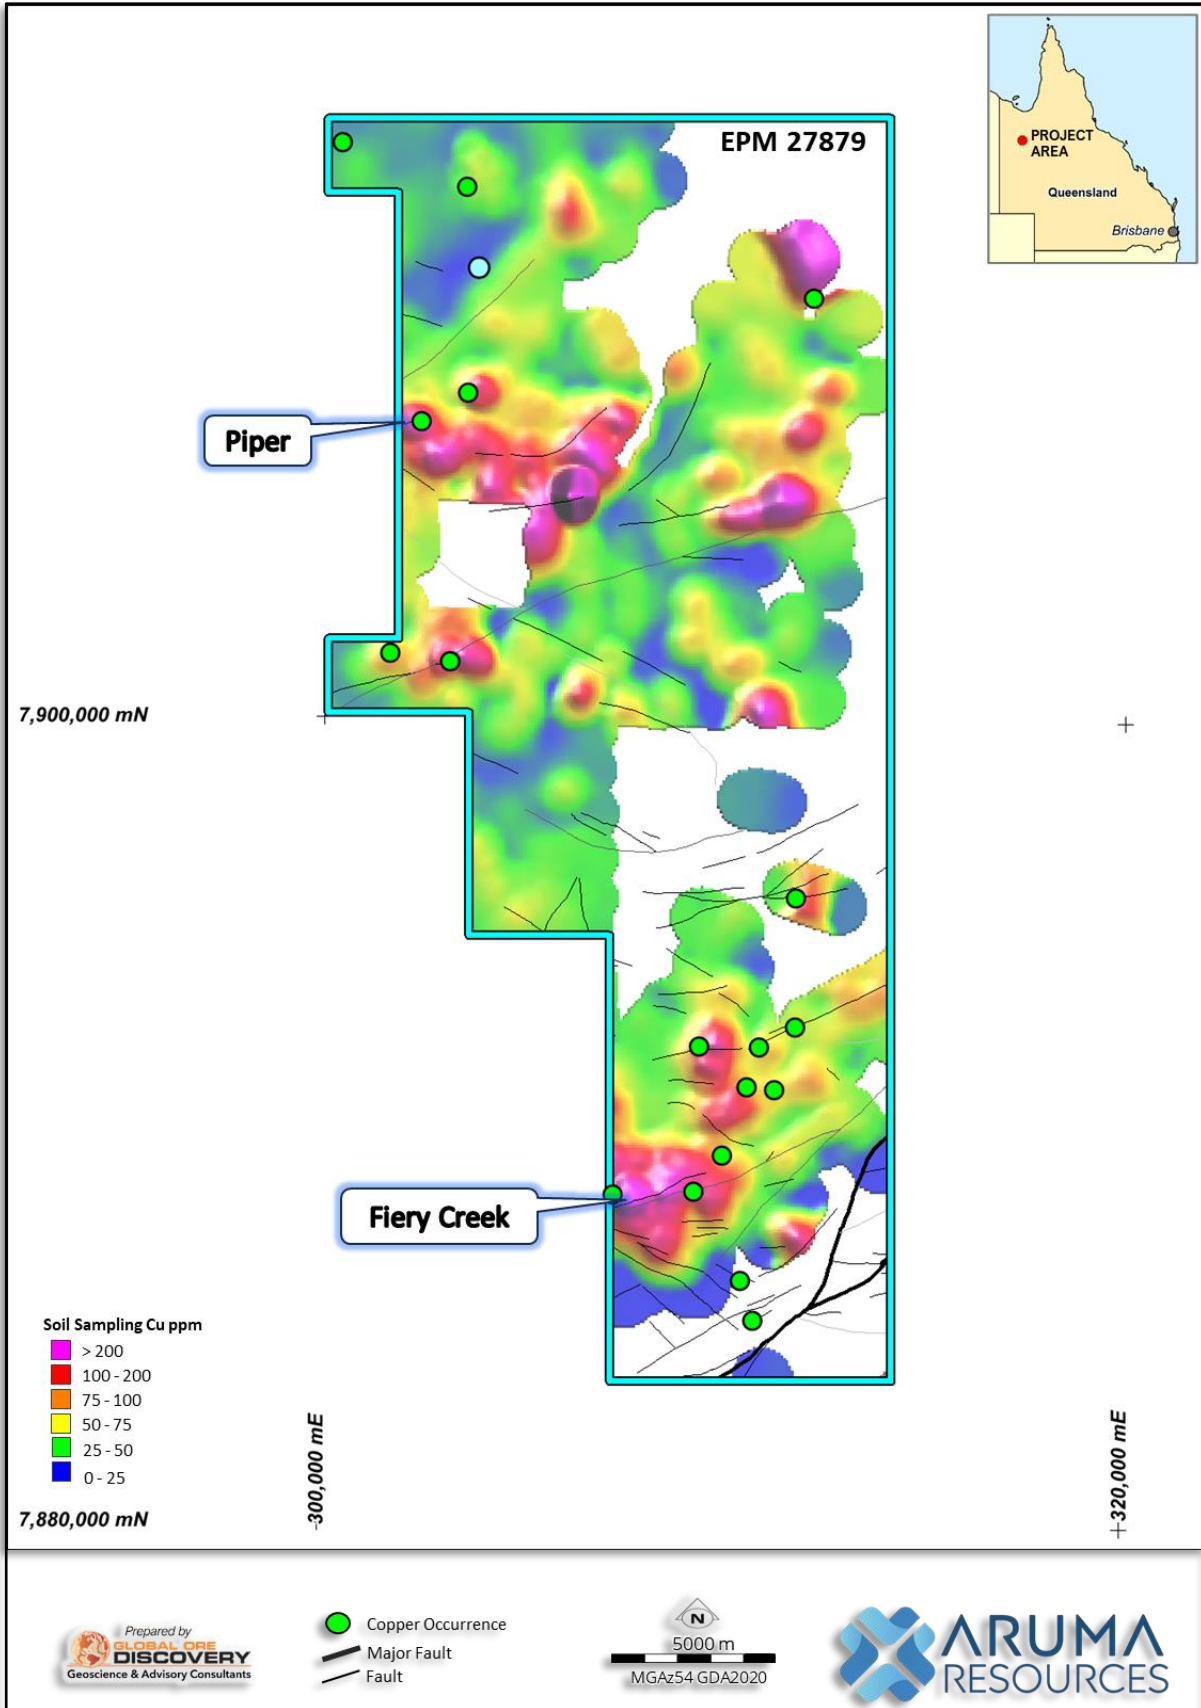 EPM 27879
PROJECT
AREA
Queensland
Brisbane
Piper
7,900,000 mN
Fiery Creek
Soil Sampling Cu ppm
> 200
100 - 200
75 - 100
50 - 75
25 - 50
0 - 25
300,000 mE
320,000 mE
7,880,000 mN
Prepared by
GLOBAL ORE
DISCOVERY
Geoscience & Advisory Consultants
Copper Occurrence
Major Fault
Fault
N
5000 m
MGAz54 GDA2020
ARUMA
RESOURCES